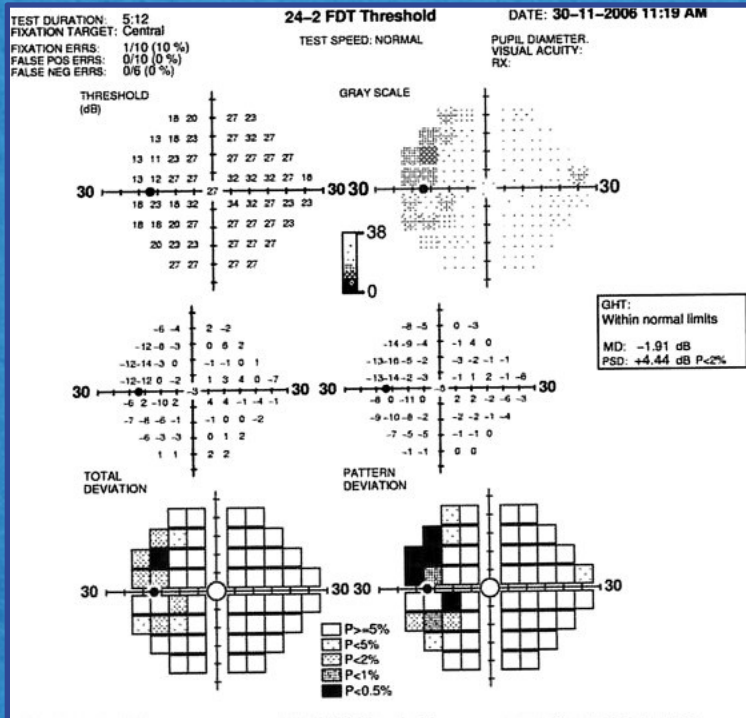 TEST DURATION: 5:12
FIXATION TARGET: Central
FIXATION ERRS: 1/10 (10 %)
FALSE POS ERRS: 0/10 (0 %)
FALSE NEG ERRS: 0/6 (0 %)
24-2 FDT Threshold
TEST SPEED: NORMAL
DATE: 30-11-2006 11:19 AM
PUPIL DIAMETER.
VISUAL ACUITY:
RX:
THRESHOLD
(dB)
18 20 27 23
13 18 23 27 32 27
13 11 23 27 27 27 27 27
13 12 27 27 32 32 32 27 18
30 27 30
18 23 18 32 34 32 27 23 23
18 18 20 27 27 27 27 23
20 23 23 27 27 27
27 27 27 27
GRAY SCALE
30 30
38
0
GHT:
Within normal limits
MD: -1.91 dB
PSD: +4.44 dB P<2%
-6 -4 2 -2
-12 -8 -3 0 6 2
-12 -14 -3 0 -1 -1 0 1
-12 -12 0 -2 1 3 4 0 -7
30 -3 30
-6 2 -10 2 4 4 -1 -4 -1
-7 -8 -6 -1 -1 0 0 -2
-6 -3 -3 0 1 2
1 1 2 2
TOTAL
DEVIATION
-8 -5 0 -3
-14 -9 -4 -1 4 0
-13 -16 -5 -2 -3 -2 -1 -1
-13 -14 -2 -3 -1 1 2 -1 -8
30 -5 30
-8 0 -11 0 2 2 -2 -6 -3
-9 -10 -8 -2 -2 -2 -1 -4
-7 -5 -5 -1 -1 0
-1 -1 0 0
PATTERN
DEVIATION
30 30
30 30
P>=5%
P<5%
P<2%
P<1%
P<0.5%